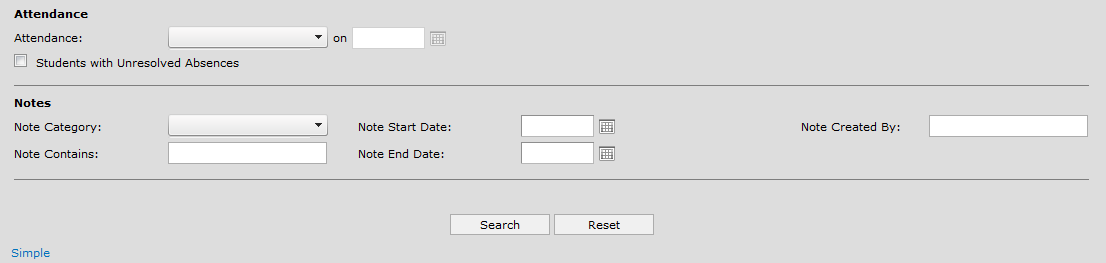 Attendance
Attendance: on
Students with Unresolved Absences
Notes
Note Category: Note Start Date: Note Created By:
Note Contains: Note End Date:
Search Reset
Simple